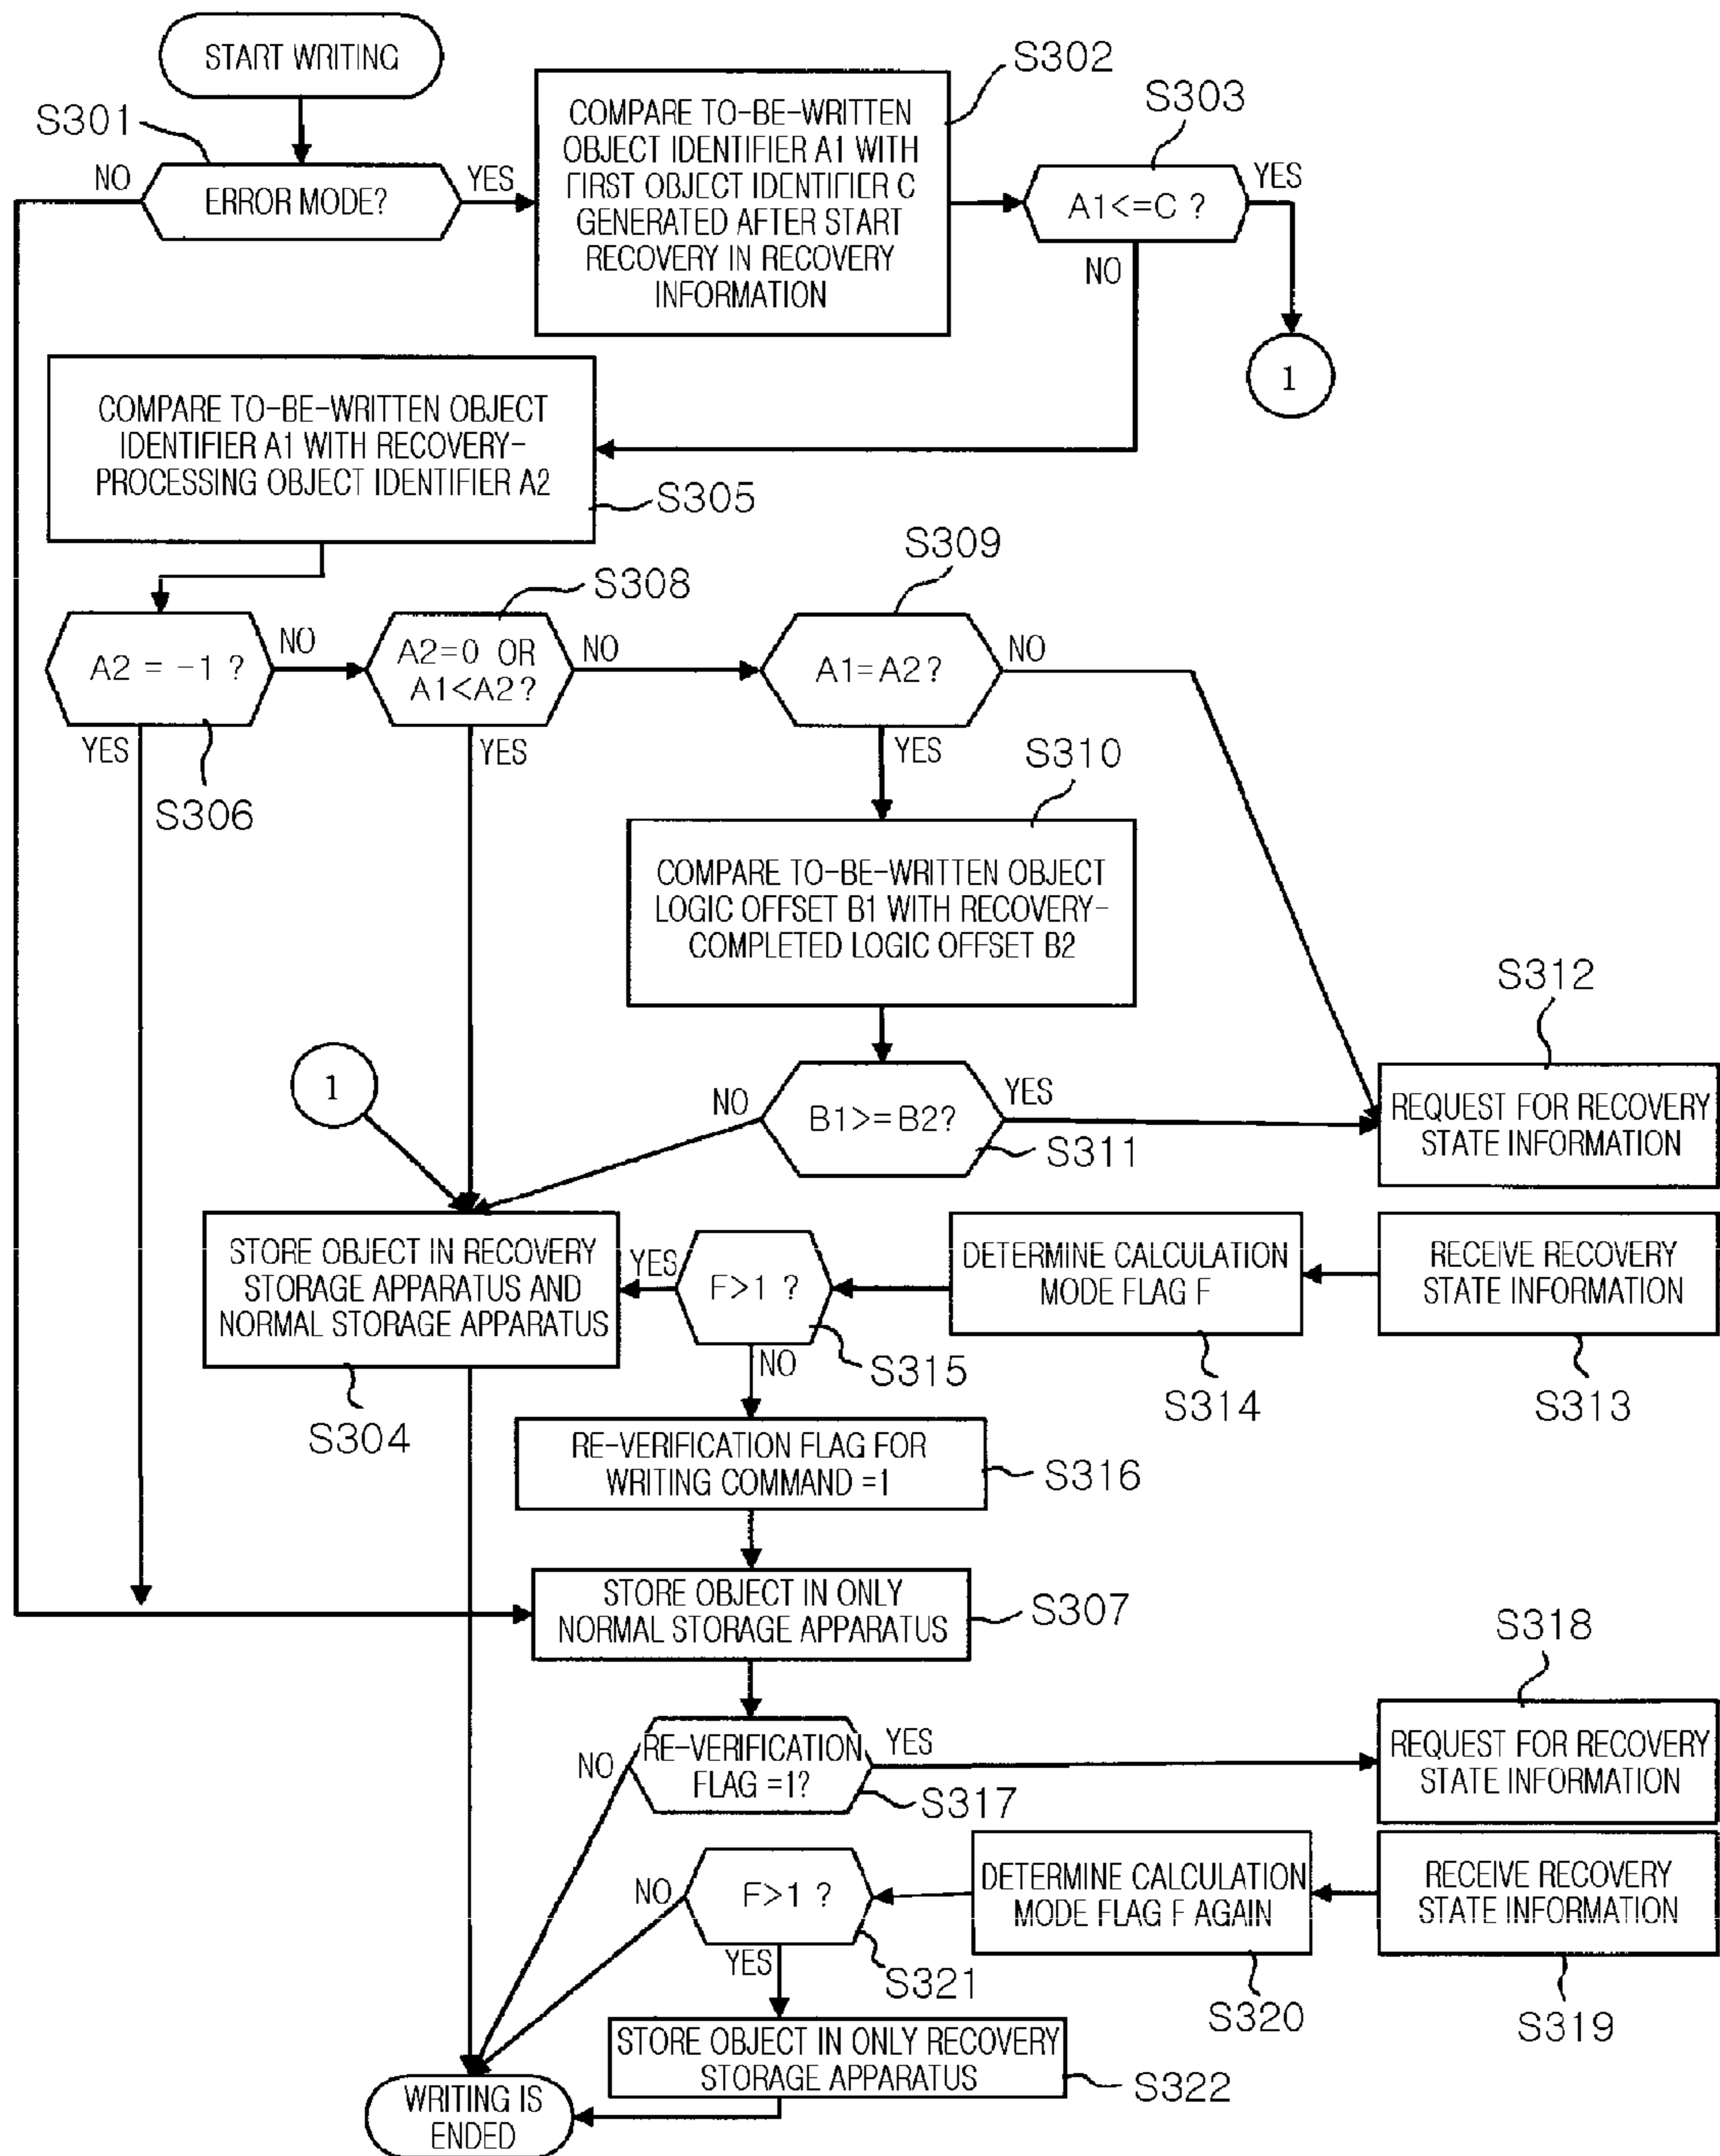 START WRITING
S301
ERROR MODE?
NO
YES
S302
COMPARE TO-BE-WRITTEN
OBJECT IDENTIFIER A1 WITH
FIRST OBJECT IDENTIFIER C
GENERATED AFTER START
RECOVERY IN RECOVERY
INFORMATION
S303
A1<=C ?
YES
NO
1
COMPARE TO-BE-WRITTEN OBJECT
IDENTIFIER A1 WITH RECOVERY-
PROCESSING OBJECT IDENTIFIER A2
S305
A2 = -1 ?
NO
YES
S306
S308
A2=0 OR
A1<A2?
NO
YES
S309
A1=A2?
NO
YES
S310
COMPARE TO-BE-WRITTEN OBJECT
LOGIC OFFSET B1 WITH RECOVERY-
COMPLETED LOGIC OFFSET B2
1
NO
B1>=B2?
YES
S311
S312
REQUEST FOR RECOVERY
STATE INFORMATION
STORE OBJECT IN RECOVERY
STORAGE APPARATUS AND
NORMAL STORAGE APPARATUS
S304
YES
F>1 ?
NO
S315
DETERMINE CALCULATION
MODE FLAG F
S314
RECEIVE RECOVERY
STATE INFORMATION
S313
RE-VERIFICATION FLAG FOR
WRITING COMMAND =1
S316
STORE OBJECT IN ONLY
NORMAL STORAGE APPARATUS
S307
NO
RE-VERIFICATION
FLAG =1?
YES
S317
S318
REQUEST FOR RECOVERY
STATE INFORMATION
NO
F>1 ?
YES
S321
DETERMINE CALCULATION
MODE FLAG F AGAIN
S320
RECEIVE RECOVERY
STATE INFORMATION
S319
STORE OBJECT IN ONLY RECOVERY
STORAGE APPARATUS
S322
WRITING IS
ENDED